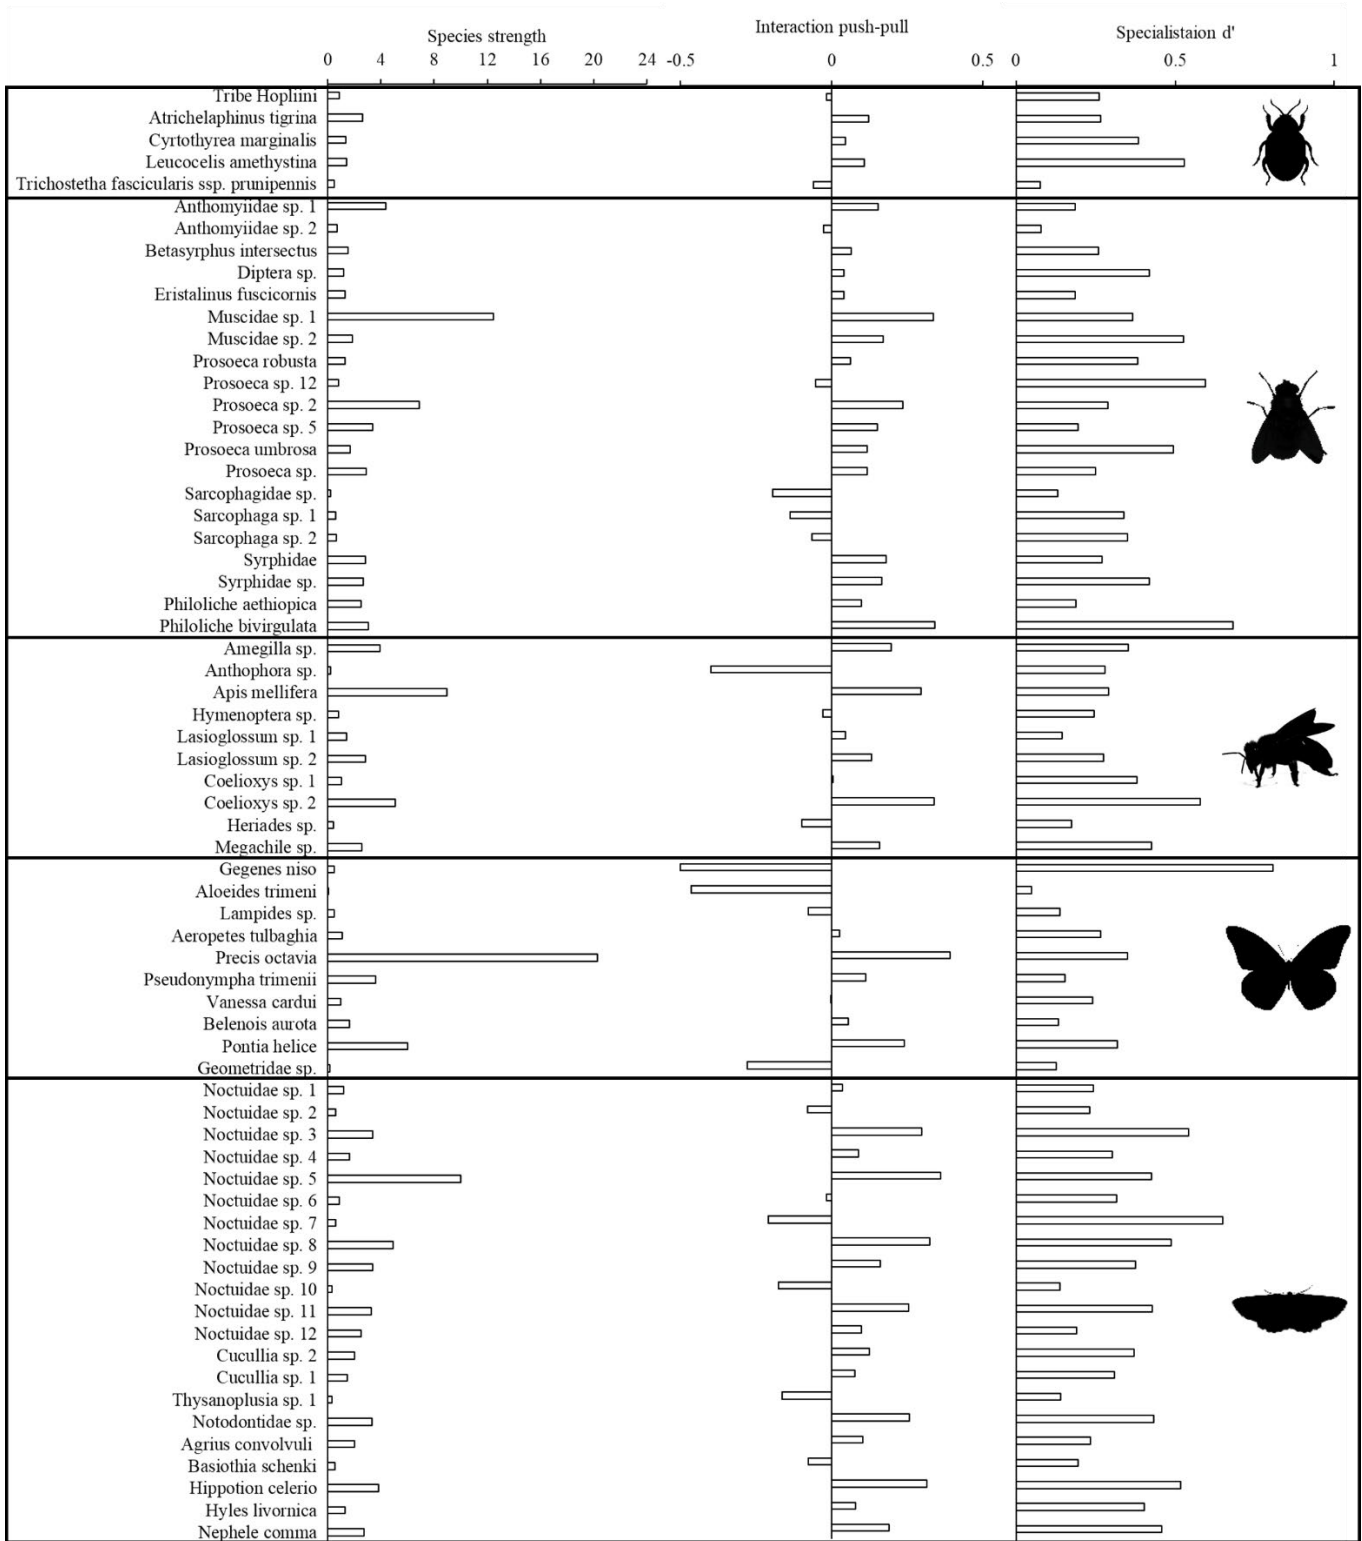 Species strength Interaction push-pull Specialistaion d'
0 4 8 12 16 20 24 -0.5 0 0.5 0 0.5 1
Tribe Hopliini
Atrichelaphinus tigrina
Cyrtothyrea marginalis
Leucocelis amethystina
Trichostetha fascicularis ssp. prunipennis
Anthomyiidae sp. 1
Anthomyiidae sp. 2
Betasyrphus intersectus
Diptera sp.
Eristalinus fuscicornis
Muscidae sp. 1
Muscidae sp. 2
Prosoeca robusta
Prosoeca sp. 12
Prosoeca sp. 2
Prosoeca sp. 5
Prosoeca umbrosa
Prosoeca sp.
Sarcophagidae sp.
Sarcophaga sp. 1
Sarcophaga sp. 2
Syrphidae
Syrphidae sp.
Philoliche aethiopica
Philoliche bivirgulata
Amegilla sp.
Anthophora sp.
Apis mellifera
Hymenoptera sp.
Lasioglossum sp. 1
Lasioglossum sp. 2
Coelioxys sp. 1
Coelioxys sp. 2
Heriades sp.
Megachile sp.
Gegenes niso
Aloeides trimeni
Lampides sp.
Aeropetes tulbaghia
Precis octavia
Pseudonympha trimenii
Vanessa cardui
Belenois aurota
Pontia helice
Geometridae sp.
Noctuidae sp. 1
Noctuidae sp. 2
Noctuidae sp. 3
Noctuidae sp. 4
Noctuidae sp. 5
Noctuidae sp. 6
Noctuidae sp. 7
Noctuidae sp. 8
Noctuidae sp. 9
Noctuidae sp. 10
Noctuidae sp. 11
Noctuidae sp. 12
Cucullia sp. 2
Cucullia sp. 1
Thysanoplusia sp. 1
Notodontidae sp.
Agrius convolvuli
Basiothia schenki
Hippotion celerio
Hyles livornica
Nephele comma